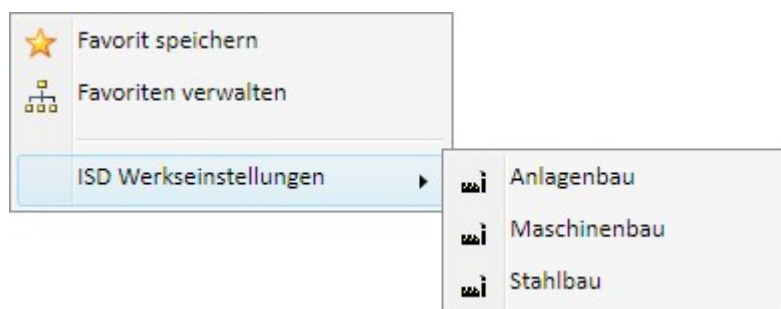 Favorit speichern
Favoriten verwalten
ISD Werkseinstellungen
Anlagenbau
Maschinenbau
Stahlbau